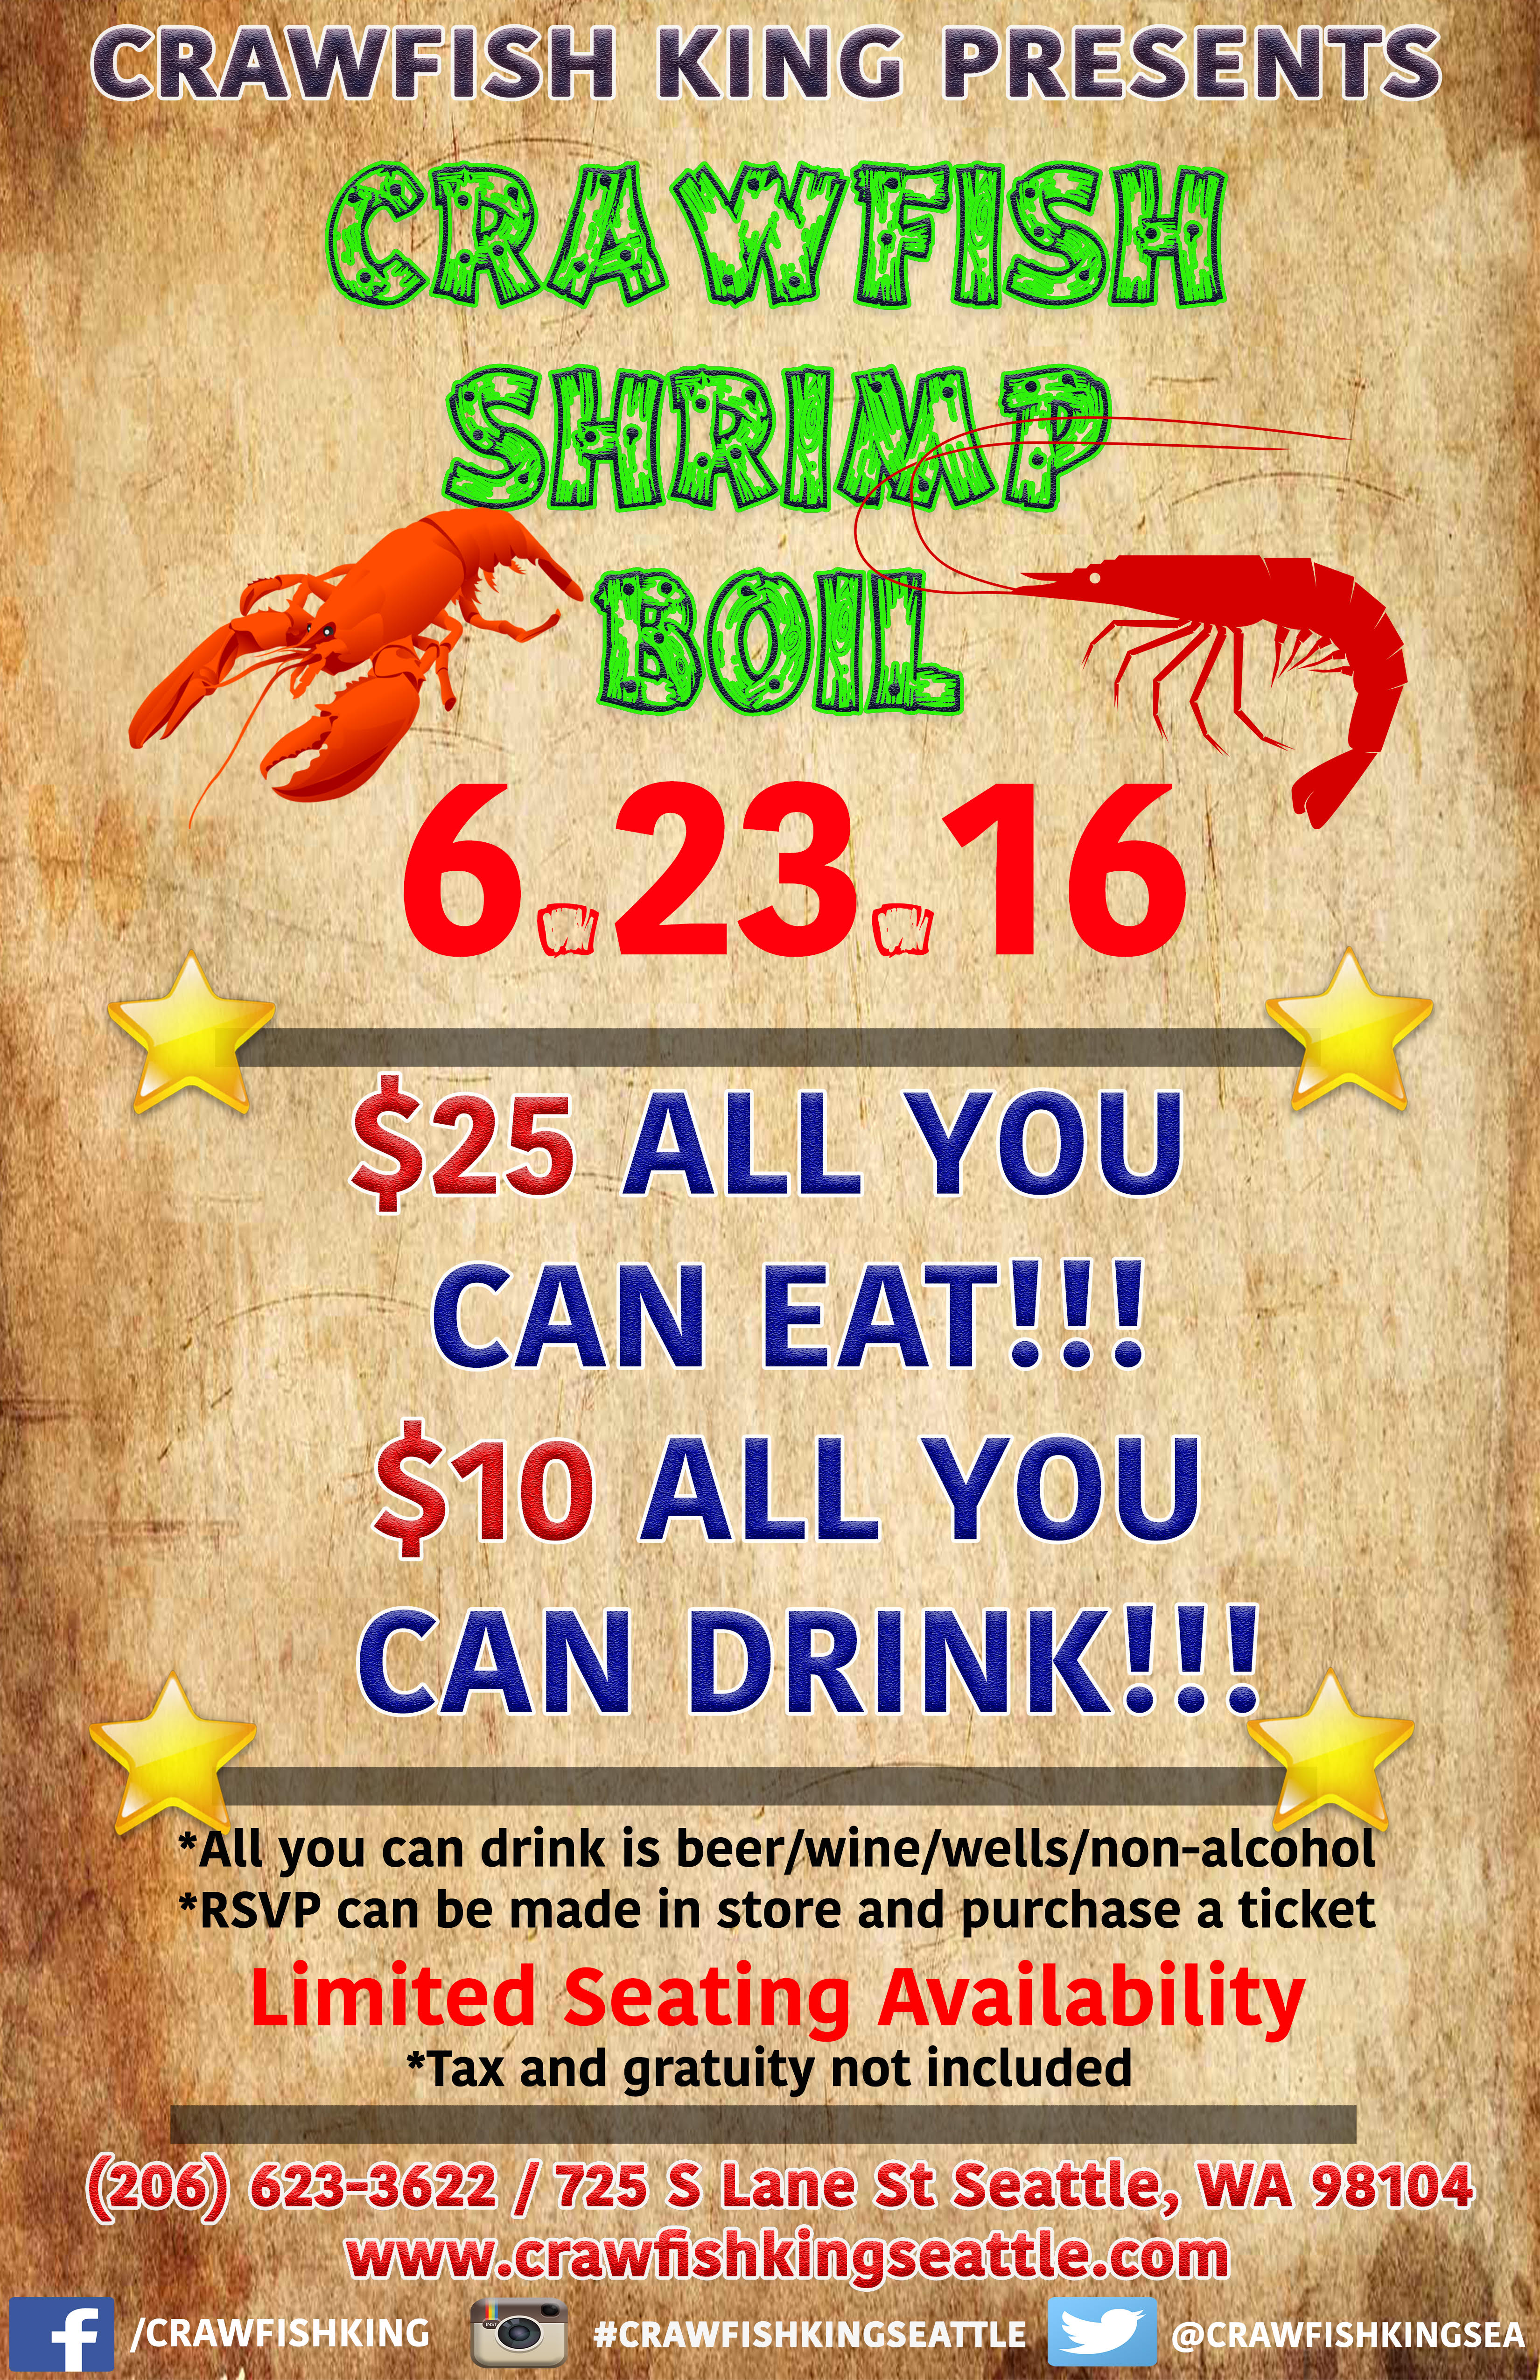 CRAWFISH KING PRESENTS
CRAWFISH
SHRIMP
BOIL
6.23.16
$25 ALL YOU
CAN EAT!!!
$10 ALL YOU
CAN DRINK!!!
*All you can drink is beer/wine/wells/non-alcohol
*RSVP can be made in store and purchase a ticket
Limited Seating Availability
*Tax and gratuity not included
(206) 623-3622 / 725 S Lane St Seattle, WA 98104
www.crawfishkingseattle.com
/CRAWFISHKING #CRAWFISHKINGSEATTLE @CRAWFISHKINGSEA